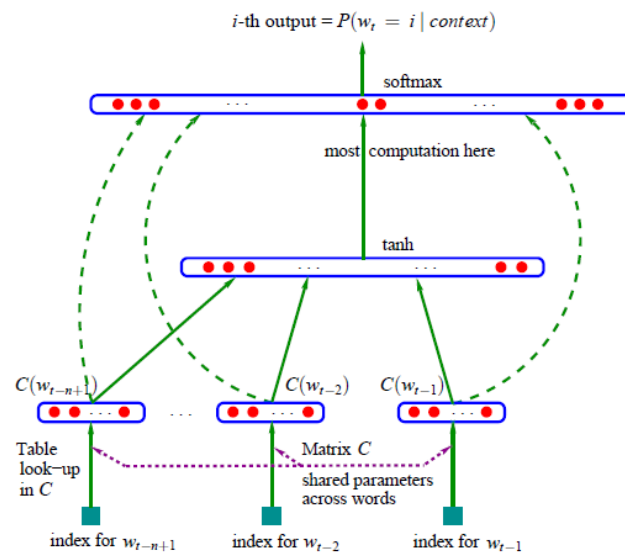 i-th output = P(w_t = i | context)
softmax
. . .
. . .
most computation here
tanh
. . .
. . .
C(w_{t−n+1})
C(w_{t−2})
C(w_{t−1})
. . .
. . .
. . .
. . .
Table
look−up
in C
Matrix C
shared parameters
across words
index for w_{t−n+1}
index for w_{t−2}
index for w_{t−1}